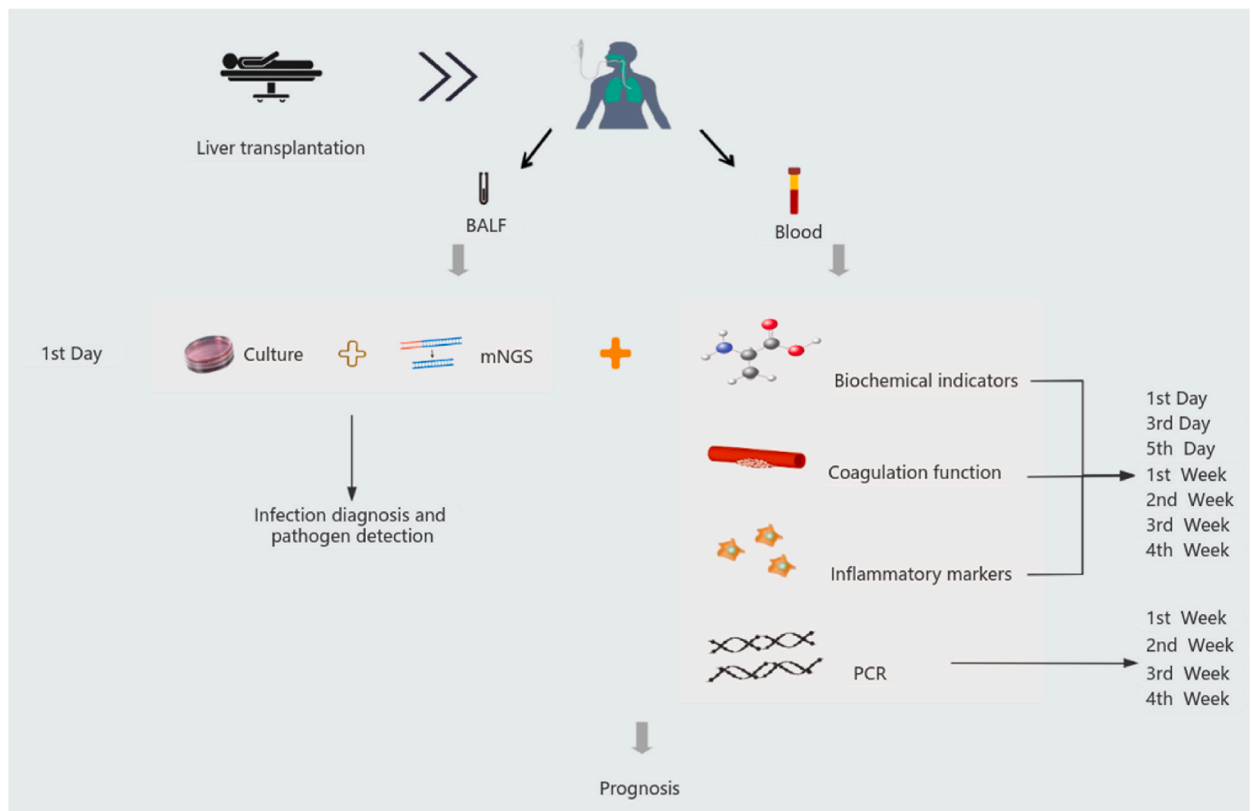 Liver transplantation
BALF
Blood
1st Day
Culture
mNGS
Biochemical indicators
Coagulation function
Inflammatory markers
PCR
1st Day
3rd Day
5th Day
1st Week
2nd Week
3rd Week
4th Week
1st Week
2nd Week
3rd Week
4th Week
Infection diagnosis and
pathogen detection
Prognosis